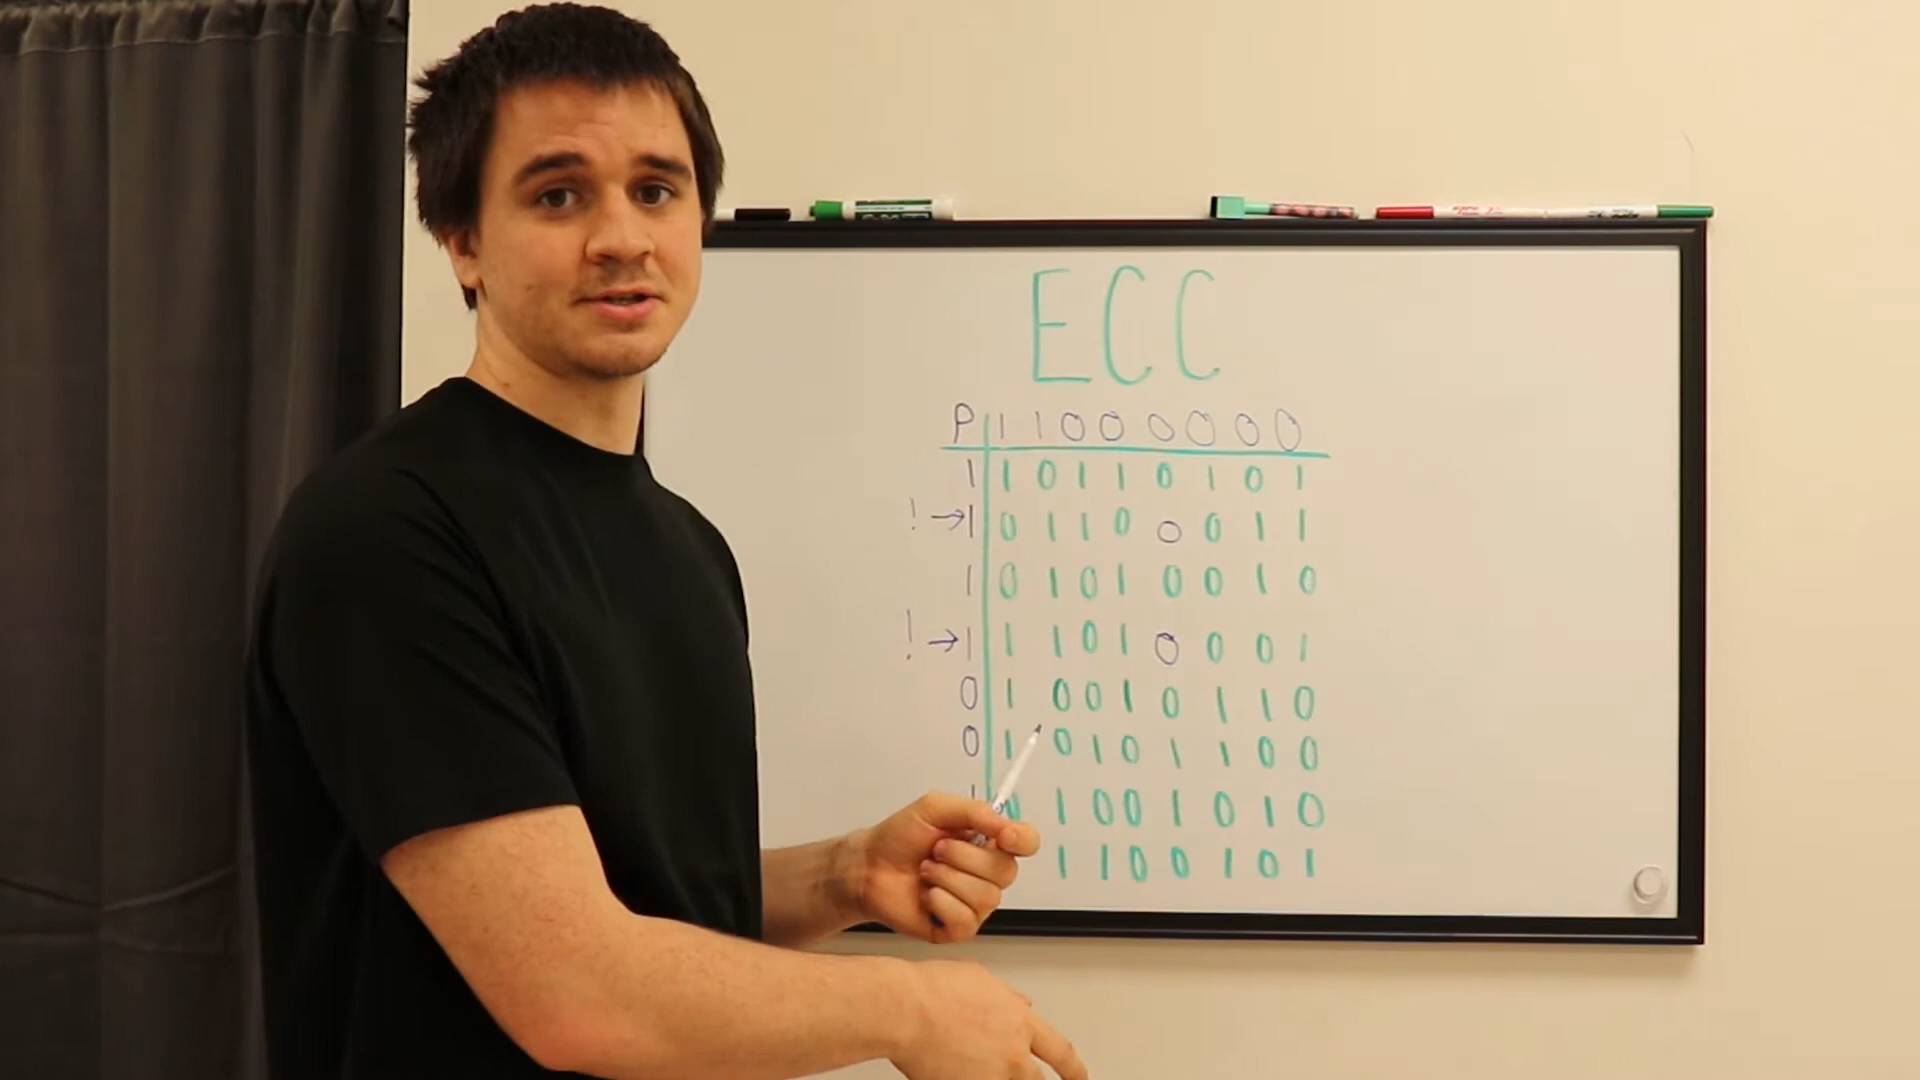 ECC
P 1 1 0 0 0 0 0 0
1 1 0 1 1 0 1 0 1
! → 1 0 1 1 0 0 0 1 1
1 0 1 0 1 0 0 1 0
! → 1 1 1 0 1 0 0 0 1
0 1 0 0 1 0 1 1 0
0 1 0 1 0 1 1 0 0
1 0 1 0 0 1 0 1 0
1 1 0 0 1 0 1